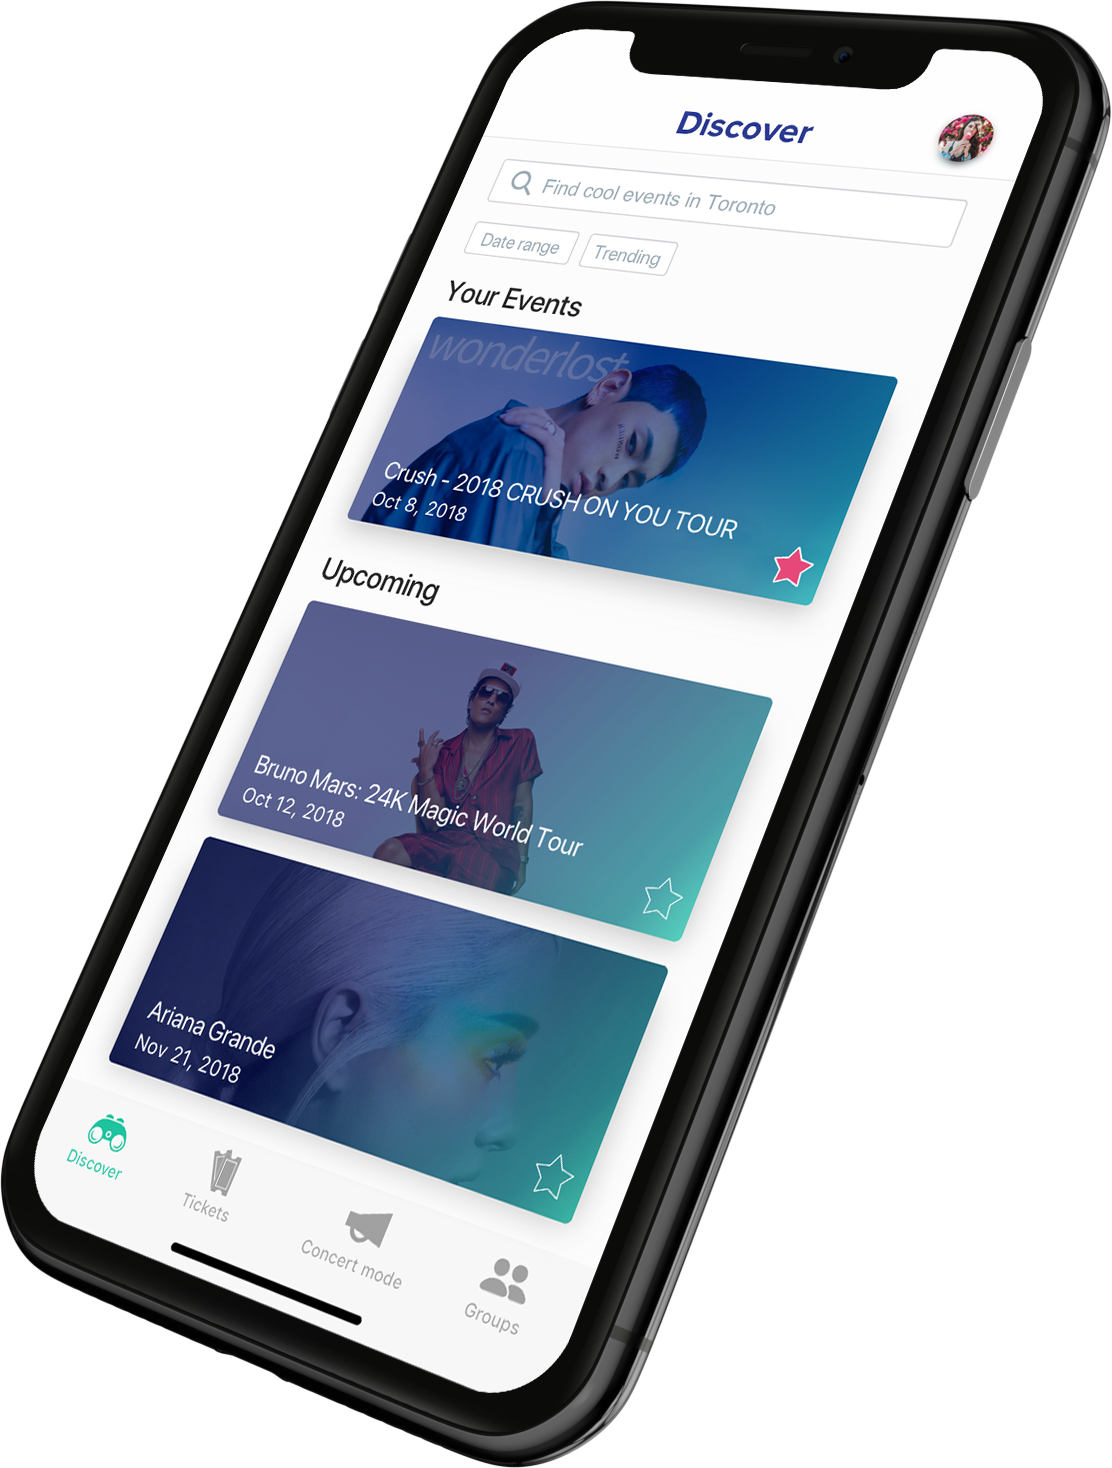 Discover
Find cool events in Toronto
Date range
Trending
Your Events
wonderlost
Crush - 2018 CRUSH ON YOU TOUR
Oct 8, 2018
Upcoming
Bruno Mars: 24K Magic World Tour
Oct 12, 2018
Ariana Grande
Nov 21, 2018
Discover
Tickets
Concert mode
Groups